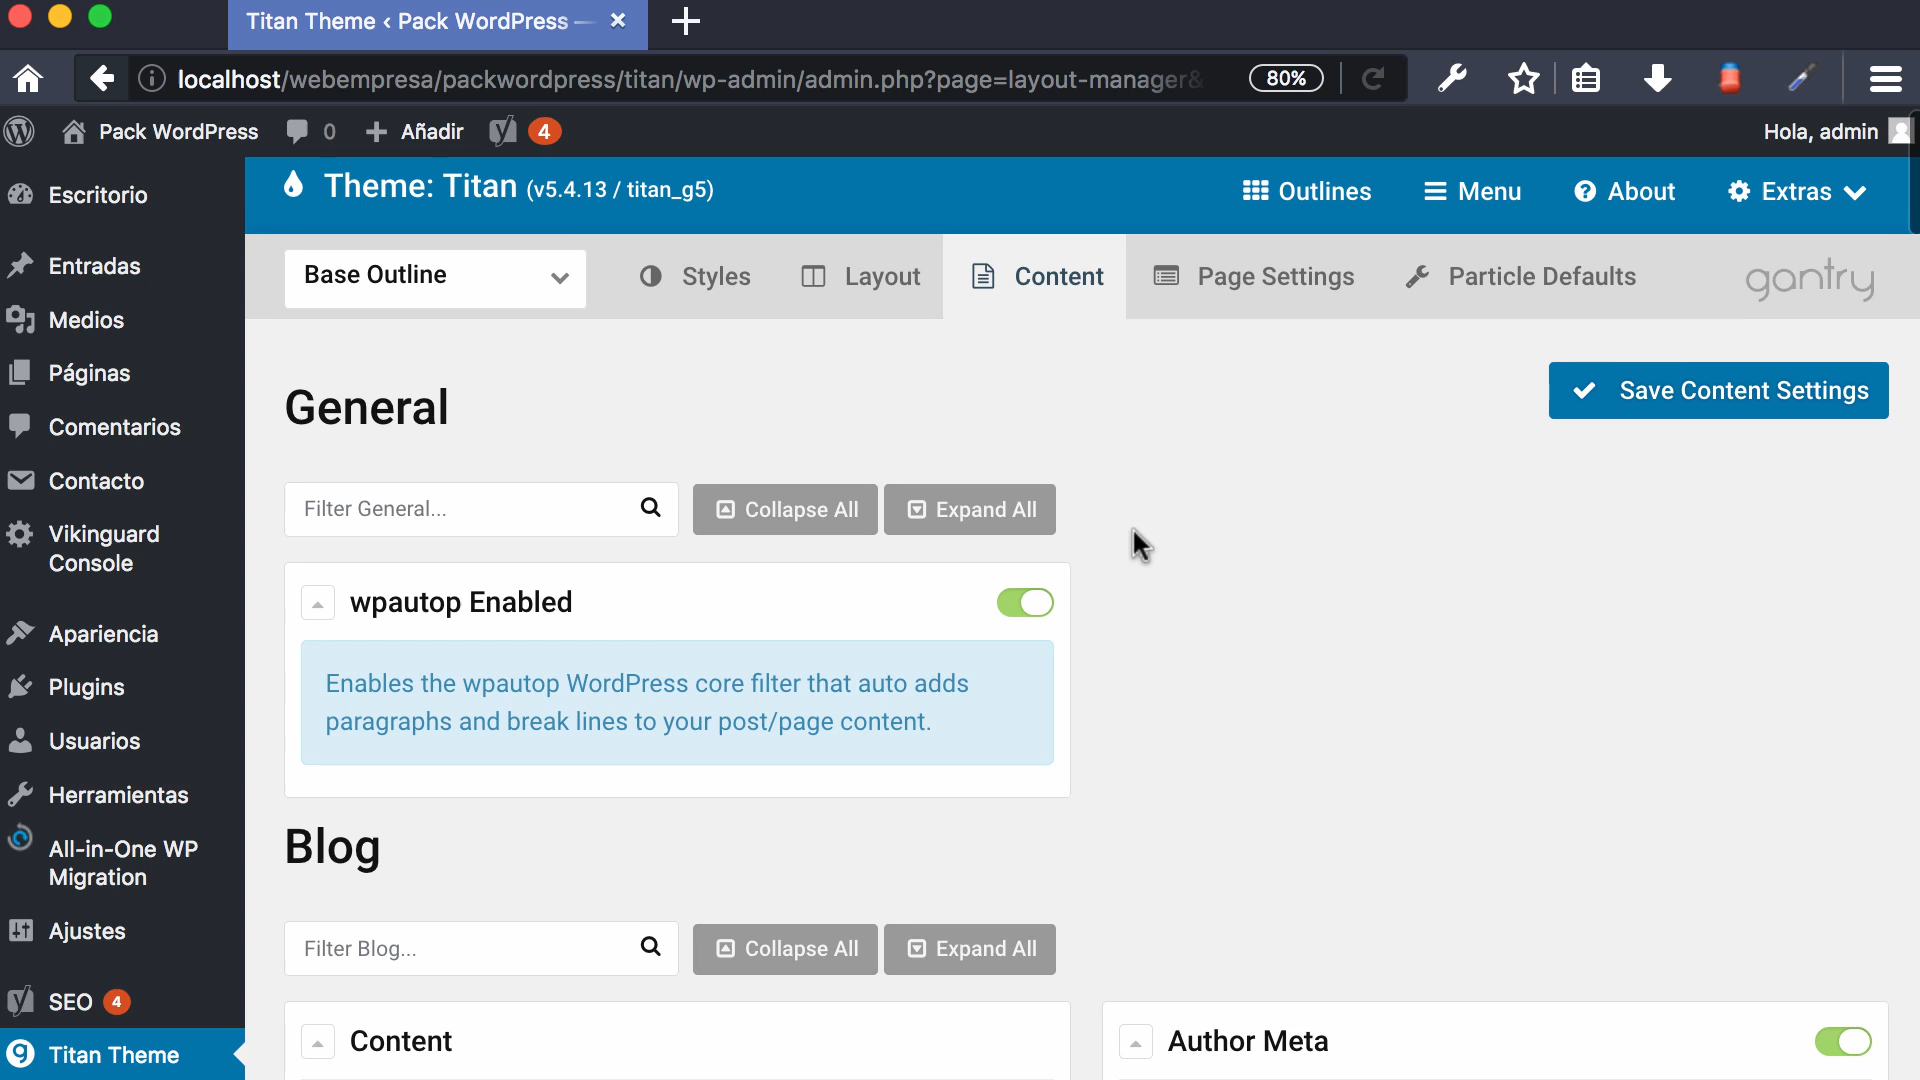 Titan Theme ‹ Pack WordPress —
localhost/webempresa/packwordpress/titan/wp-admin/admin.php?page=layout-manager&
80%
Pack WordPress
0
Añadir
4
Hola, admin
Escritorio
Entradas
Medios
Páginas
Comentarios
Contacto
Vikinguard
Console
Apariencia
Plugins
Usuarios
Herramientas
All-in-One WP
Migration
Ajustes
SEO 4
Titan Theme
Theme: Titan (v5.4.13 / titan_g5)
Outlines
Menu
About
Extras
Base Outline
Styles
Layout
Content
Page Settings
Particle Defaults
gantry
General
Save Content Settings
Filter General...
Collapse All
Expand All
wpautop Enabled
Enables the wpautop WordPress core filter that auto adds
paragraphs and break lines to your post/page content.
Blog
Filter Blog...
Collapse All
Expand All
Content
Author Meta